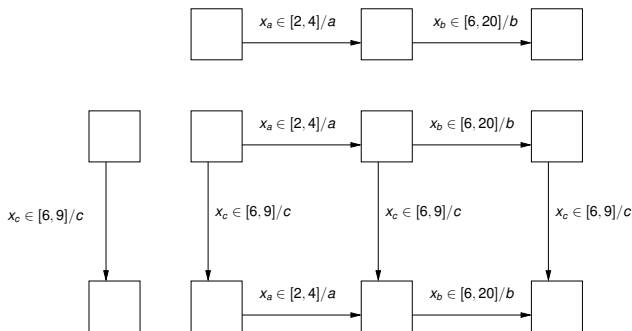 x_a ∈ [2, 4]/a x_b ∈ [6, 20]/b
x_a ∈ [2, 4]/a x_b ∈ [6, 20]/b
x_c ∈ [6, 9]/c x_c ∈ [6, 9]/c x_c ∈ [6, 9]/c x_c ∈ [6, 9]/c
x_a ∈ [2, 4]/a x_b ∈ [6, 20]/b